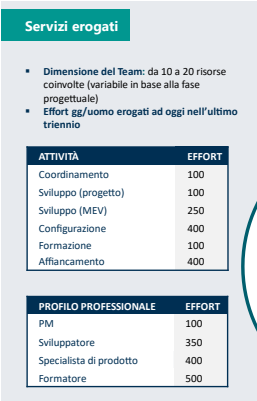 Servizi erogati
▪ Dimensione del Team: da 10 a 20 risorse
coinvolte (variabile in base alla fase
progettuale)
▪ Effort gg/uomo erogati ad oggi nell'ultimo
triennio
ATTIVITÀ EFFORT
Coordinamento 100
Sviluppo (progetto) 100
Sviluppo (MEV) 250
Configurazione 400
Formazione 100
Affiancamento 400
PROFILO PROFESSIONALE EFFORT
PM 100
Sviluppatore 350
Specialista di prodotto 400
Formatore 500